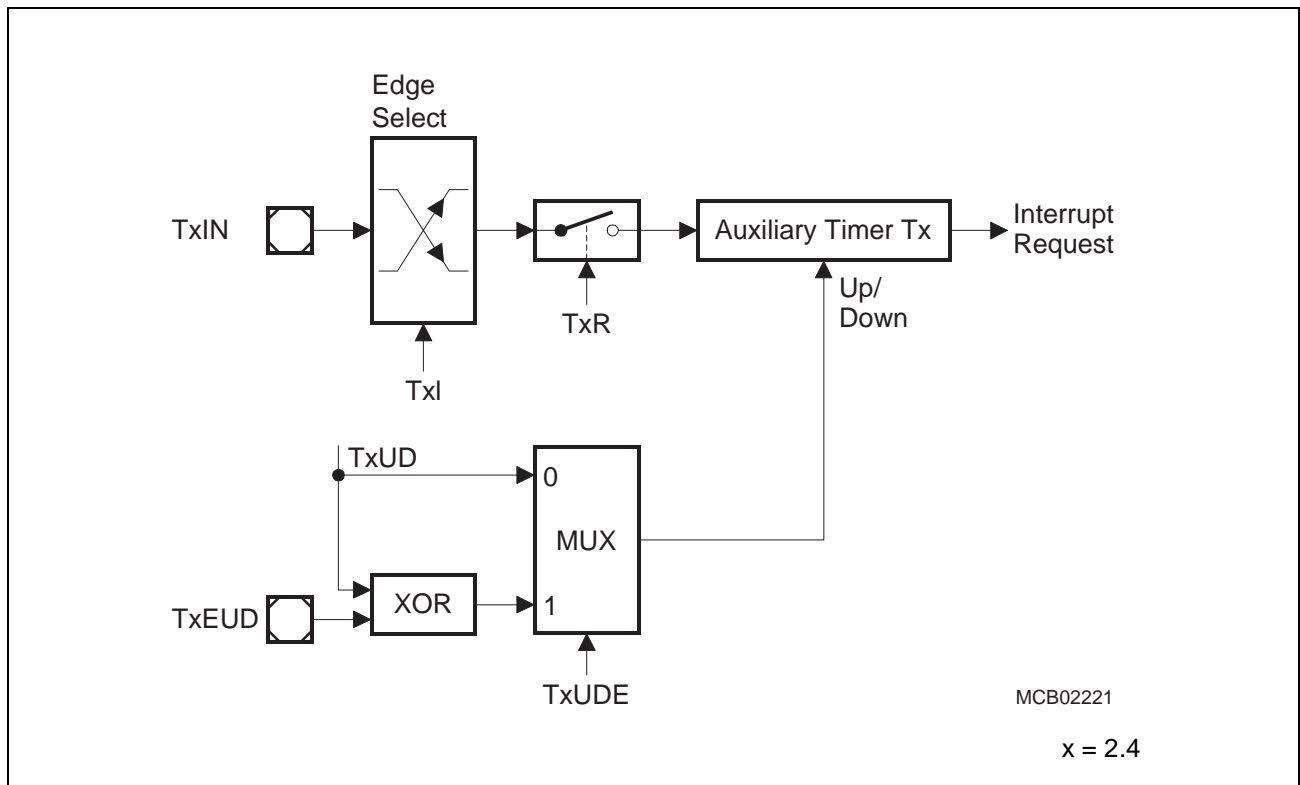 Edge
Select
TxIN
Auxiliary Timer Tx
Interrupt
Request
Up/
Down
TxR
TxI
TxUD
0
MUX
XOR
1
TxEUD
TxUDE
MCB02221
x = 2.4